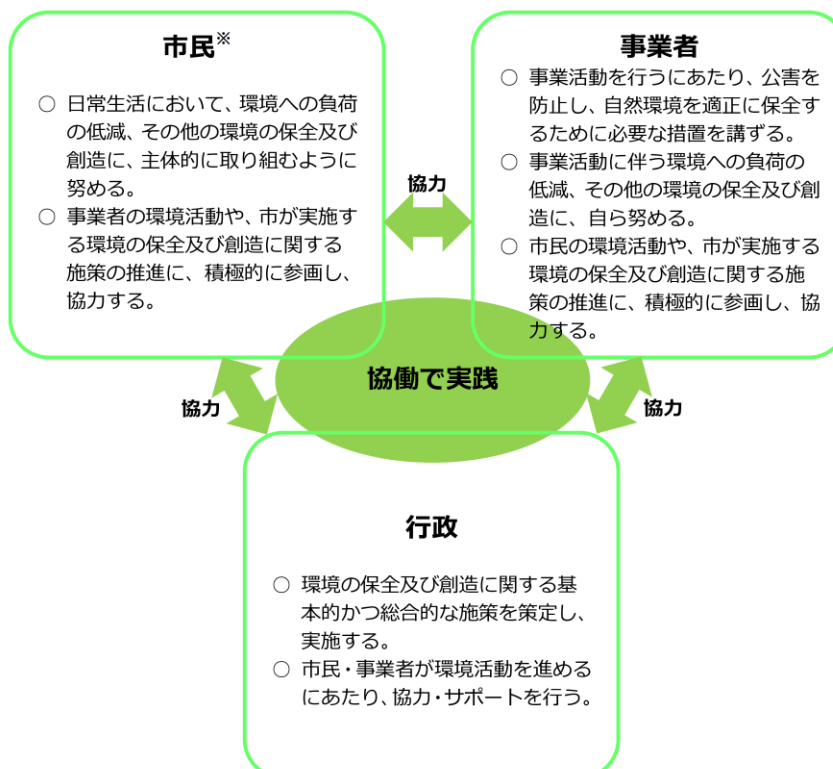 市民※
○ 日常生活において、環境への負荷
の低減、その他の環境の保全及び
創造に、主体的に取り組むように
努める。
○ 事業者の環境活動や、市が実施す
る環境の保全及び創造に関する
施策の推進に、積極的に参画し、
協力する。
協力
事業者
○ 事業活動を行うにあたり、公害を
防止し、自然環境を適正に保全す
るために必要な措置を講ずる。
○ 事業活動に伴う環境への負荷の
低減、その他の環境の保全及び創
造に、自ら努める。
○ 市民の環境活動や、市が実施する
環境の保全及び創造に関する施
策の推進に、積極的に参画し、協
力する。
協働で実践
協力
協力
行政
○ 環境の保全及び創造に関する基
本的かつ総合的な施策を策定し、
実施する。
○ 市民・事業者が環境活動を進める
にあたり、協力・サポートを行う。